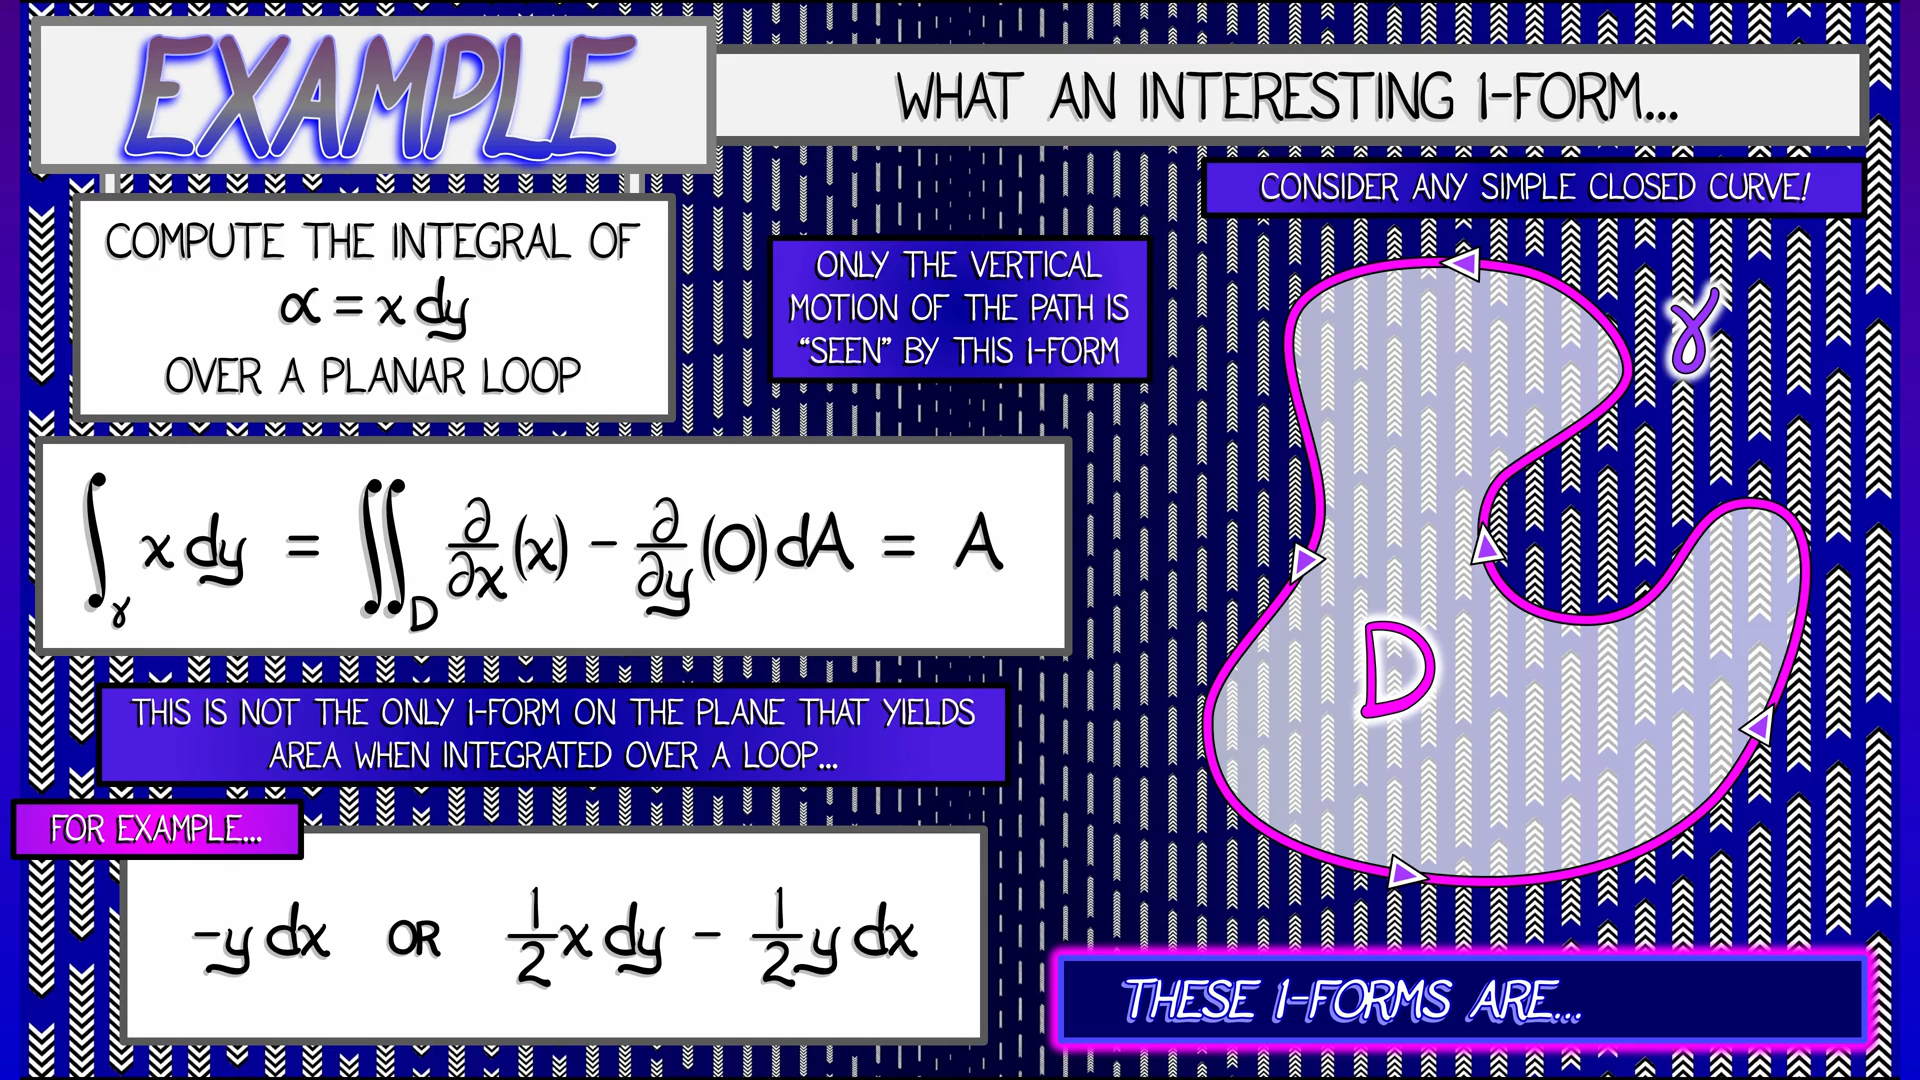 EXAMPLE
WHAT AN INTERESTING 1-FORM...
CONSIDER ANY SIMPLE CLOSED CURVE!
COMPUTE THE INTEGRAL OF
α = x dy
OVER A PLANAR LOOP
ONLY THE VERTICAL
MOTION OF THE PATH IS
“SEEN” BY THIS 1-FORM
γ
∫_γ x dy = ∬_D ∂/∂x (x) - ∂/∂y (0) dA = A
D
THIS IS NOT THE ONLY 1-FORM ON THE PLANE THAT YIELDS
AREA WHEN INTEGRATED OVER A LOOP...
FOR EXAMPLE...
-y dx OR 1/2 x dy - 1/2 y dx
THESE 1-FORMS ARE...